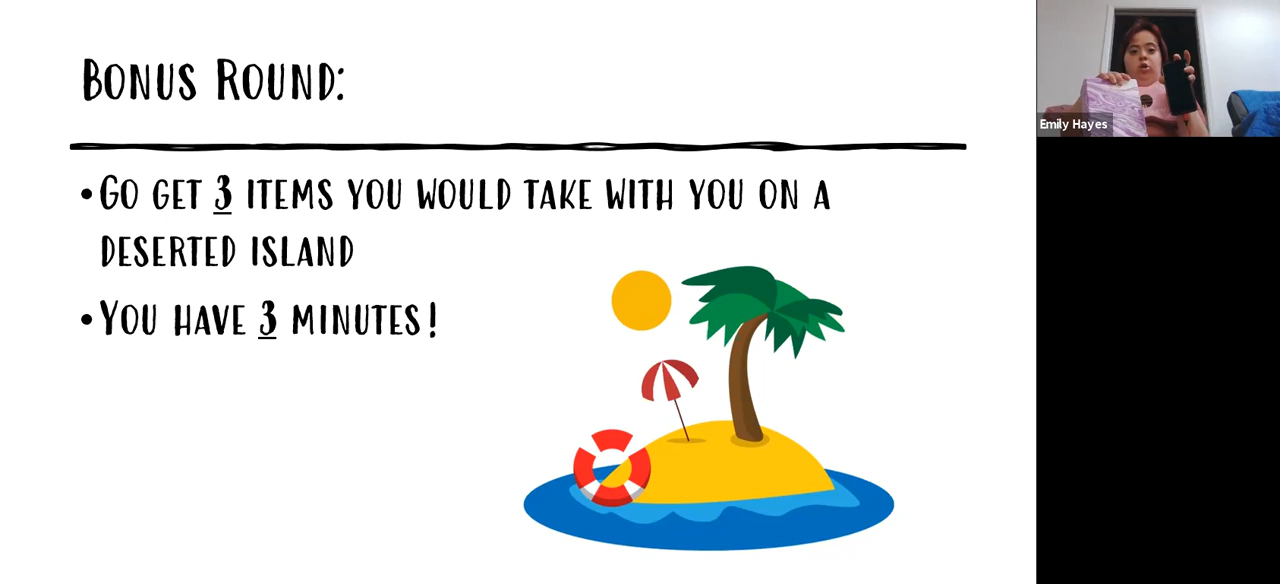 Bonus Round:
• Go get 3 items you would take with you on a
deserted island
• You have 3 minutes!
Emily Hayes